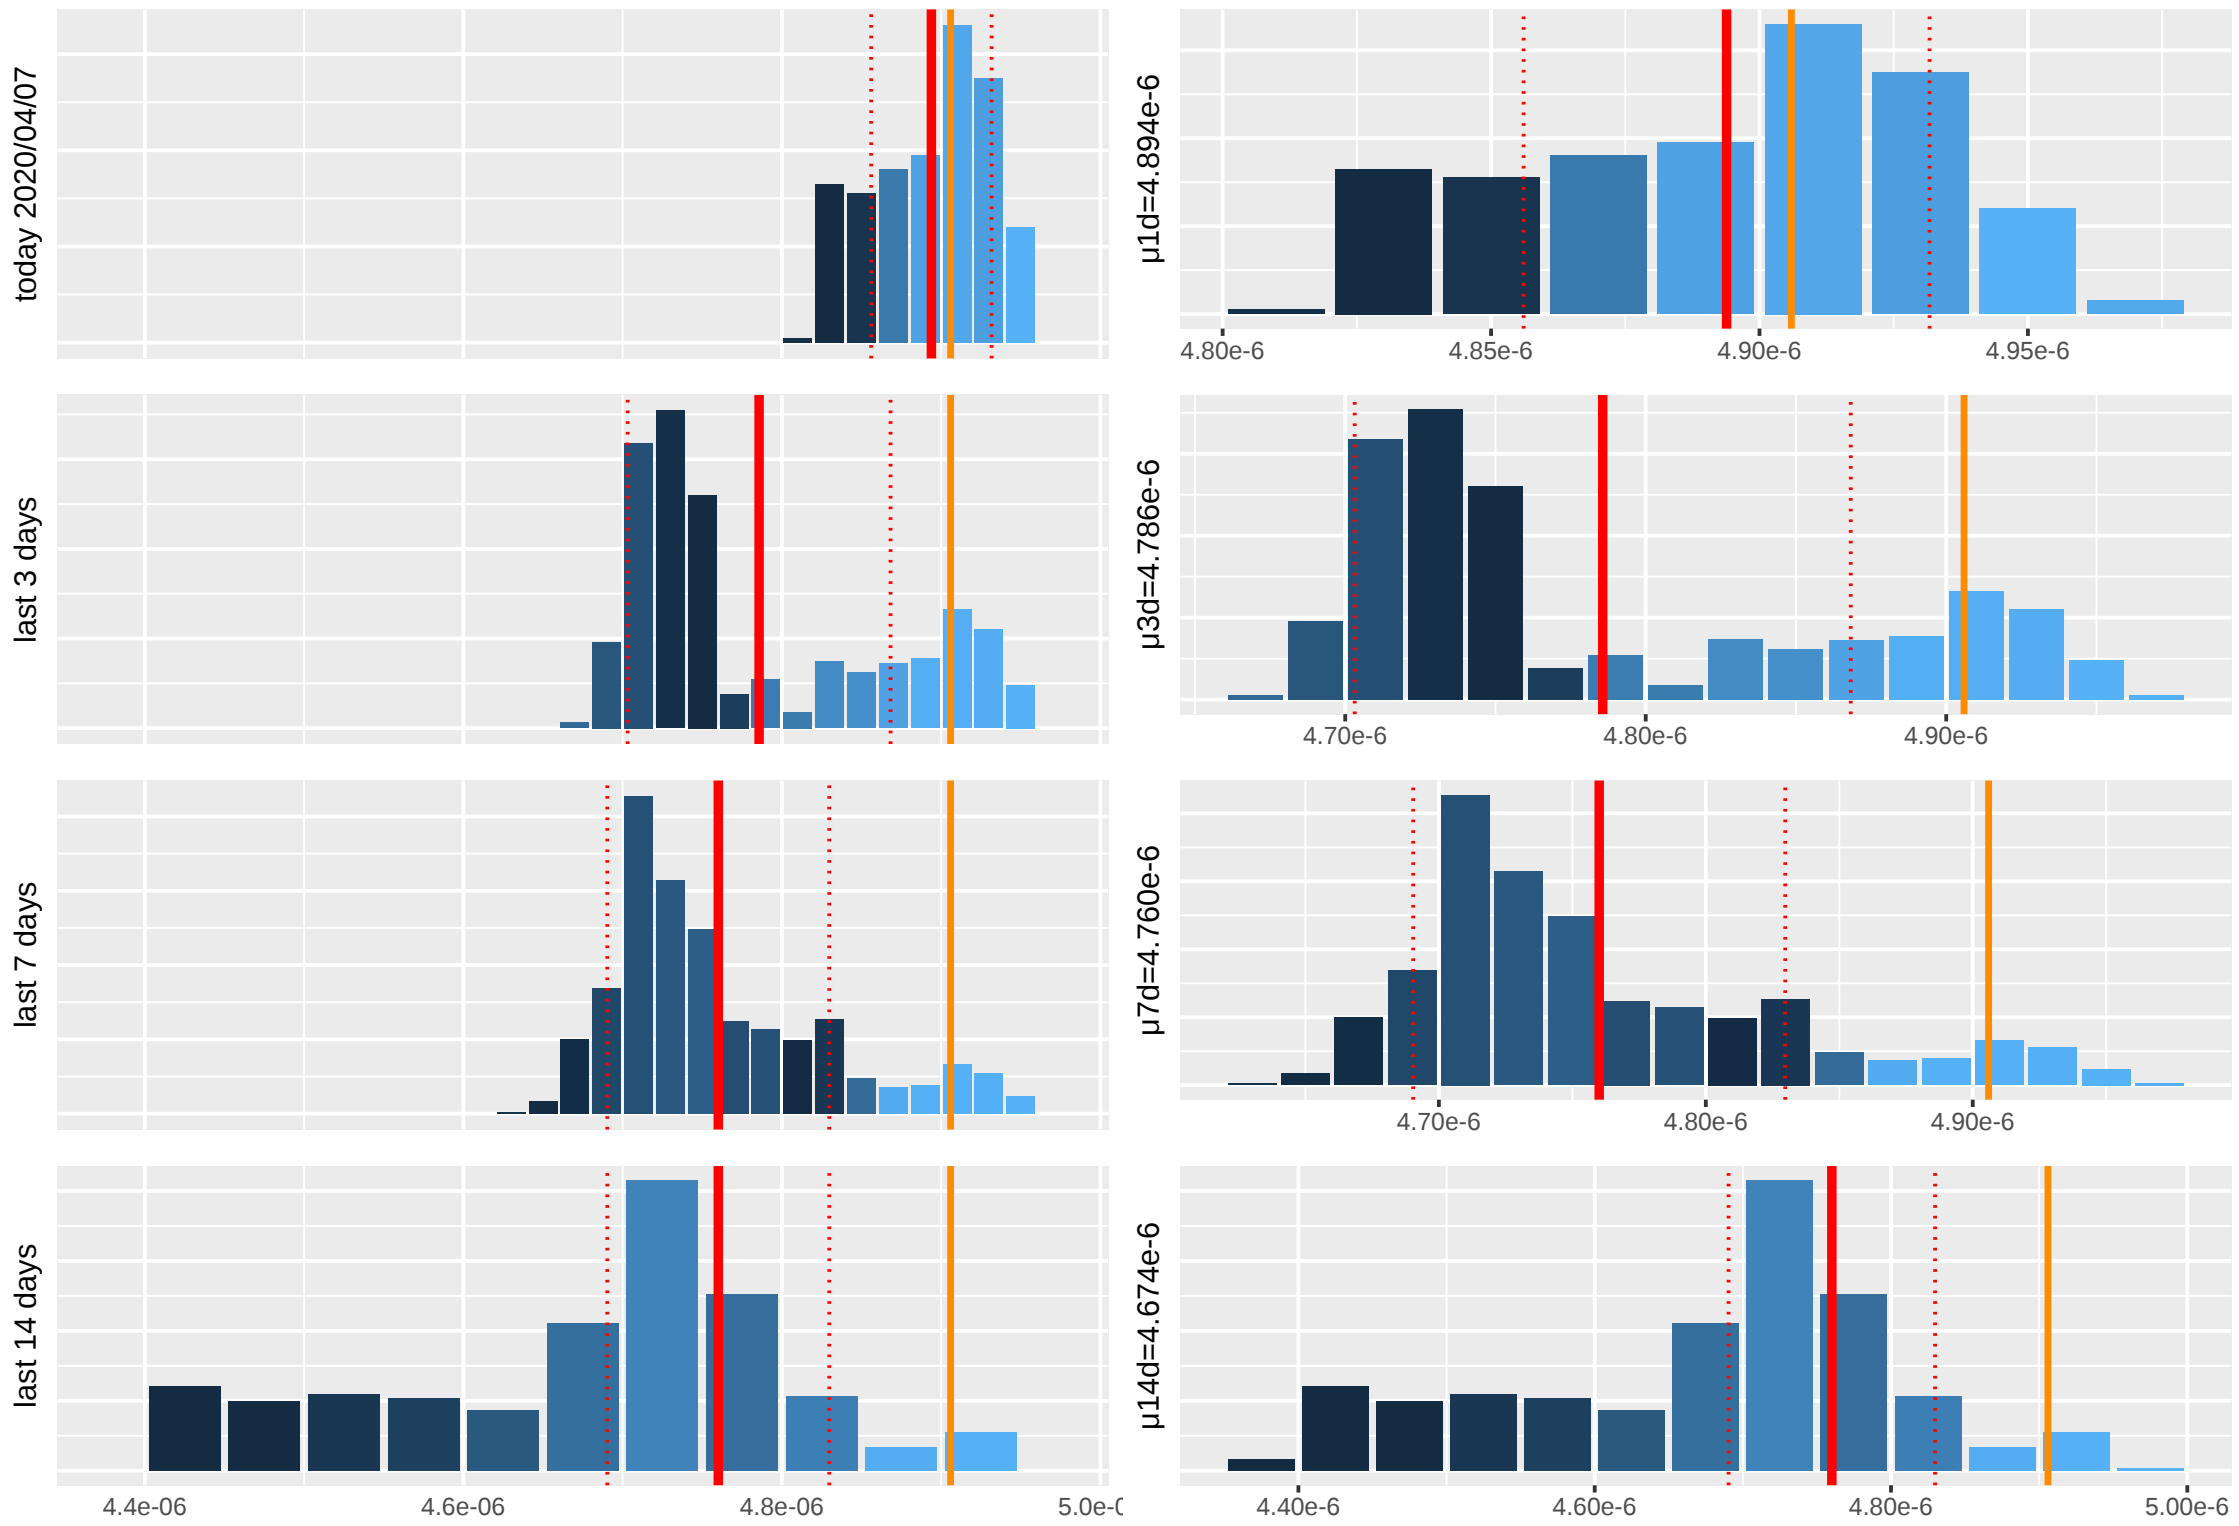 today 2020/04/07
µ1d=4.894e-6
4.80e-6 4.85e-6 4.90e-6 4.95e-6
last 3 days
µ3d=4.786e-6
4.70e-6 4.80e-6 4.90e-6
last 7 days
µ7d=4.760e-6
4.70e-6 4.80e-6 4.90e-6
last 14 days
4.4e-06 4.6e-06 4.8e-06 5.0e-0
µ14d=4.674e-6
4.40e-6 4.60e-6 4.80e-6 5.00e-6